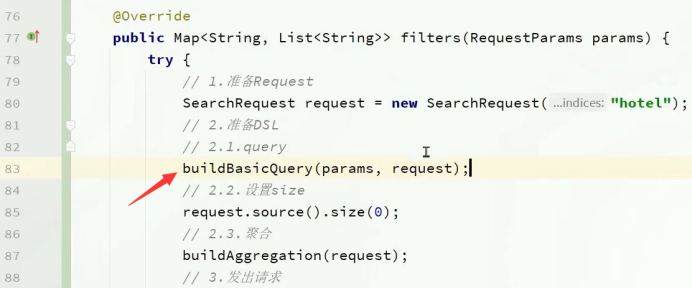 76 @Override
77 public Map<String, List<String>> filters(RequestParams params) {
78 try {
79 // 1.准备Request
80 SearchRequest request = new SearchRequest( ...indices: "hotel");
81 // 2.准备DSL
82 // 2.1.query
83 buildBasicQuery(params, request);
84 // 2.2.设置size
85 request.source().size(0);
86 // 2.3.聚合
87 buildAggregation(request);
88 // 3.发出请求